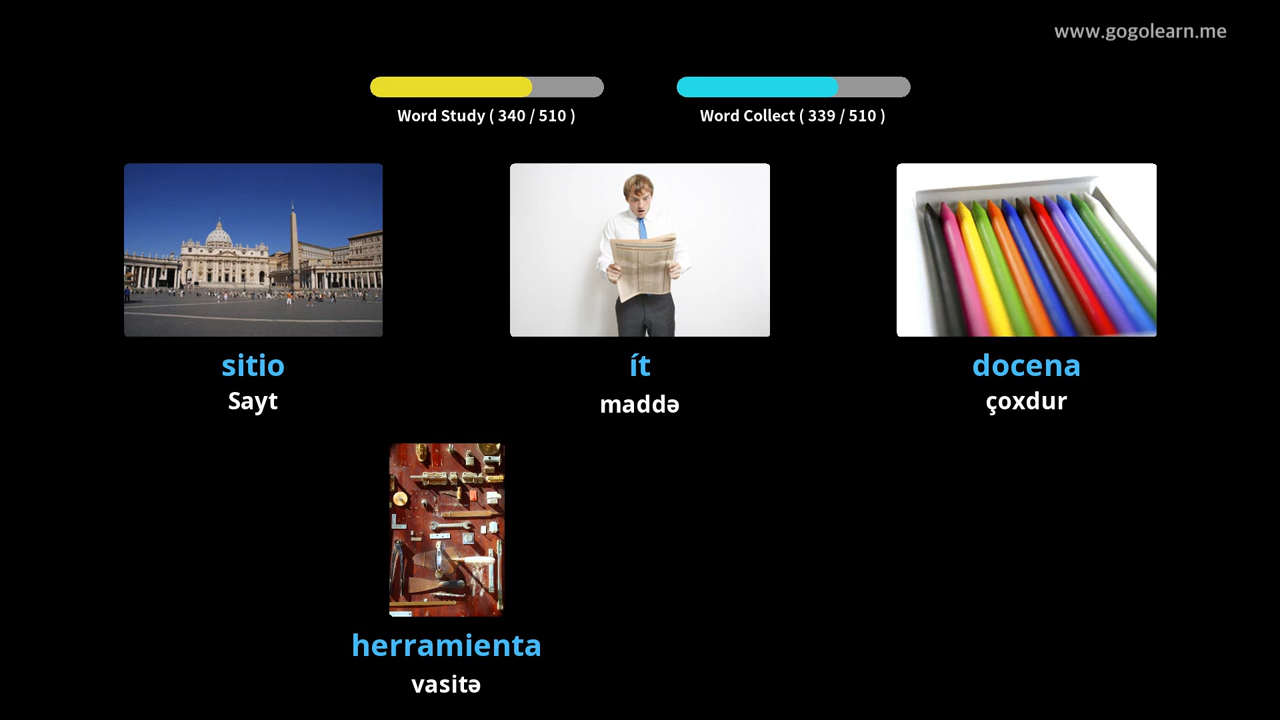 www.gogolearn.me
Word Study ( 340 / 510 )
Word Collect ( 339 / 510 )
sitio
Sayt
ít
maddə
docena
çoxdur
herramienta
vasitə